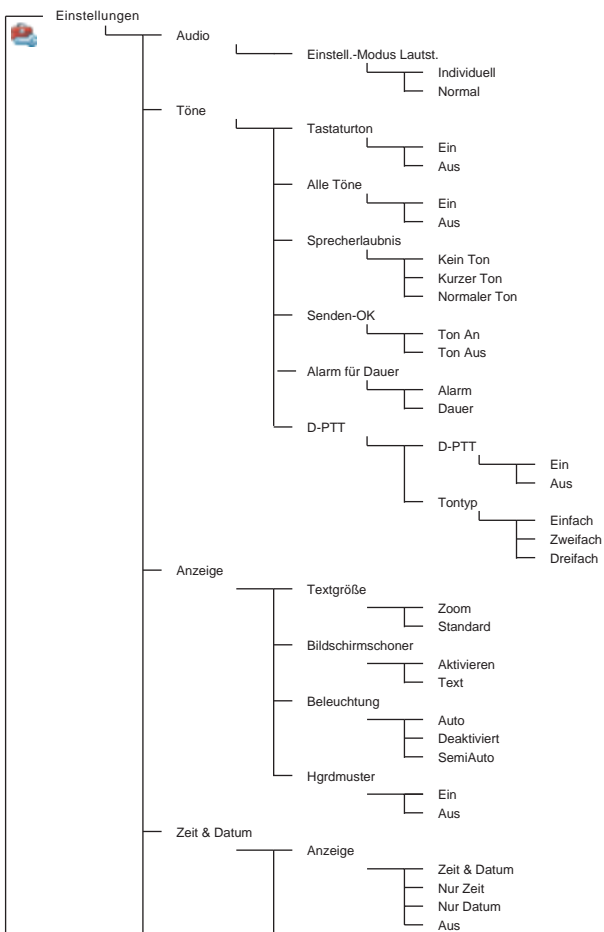 Einstellungen
Audio
Einstell.-Modus Lautst.
Individuell
Normal
Töne
Tastaturton
Ein
Aus
Alle Töne
Ein
Aus
Sprecherlaubnis
Kein Ton
Kurzer Ton
Normaler Ton
Senden-OK
Ton An
Ton Aus
Alarm für Dauer
Alarm
Dauer
D-PTT
D-PTT
Ein
Aus
Tontyp
Einfach
Zweifach
Dreifach
Anzeige
Textgröße
Zoom
Standard
Bildschirmschoner
Aktivieren
Text
Beleuchtung
Auto
Deaktiviert
SemiAuto
Hgrdmuster
Ein
Aus
Zeit & Datum
Anzeige
Zeit & Datum
Nur Zeit
Nur Datum
Aus